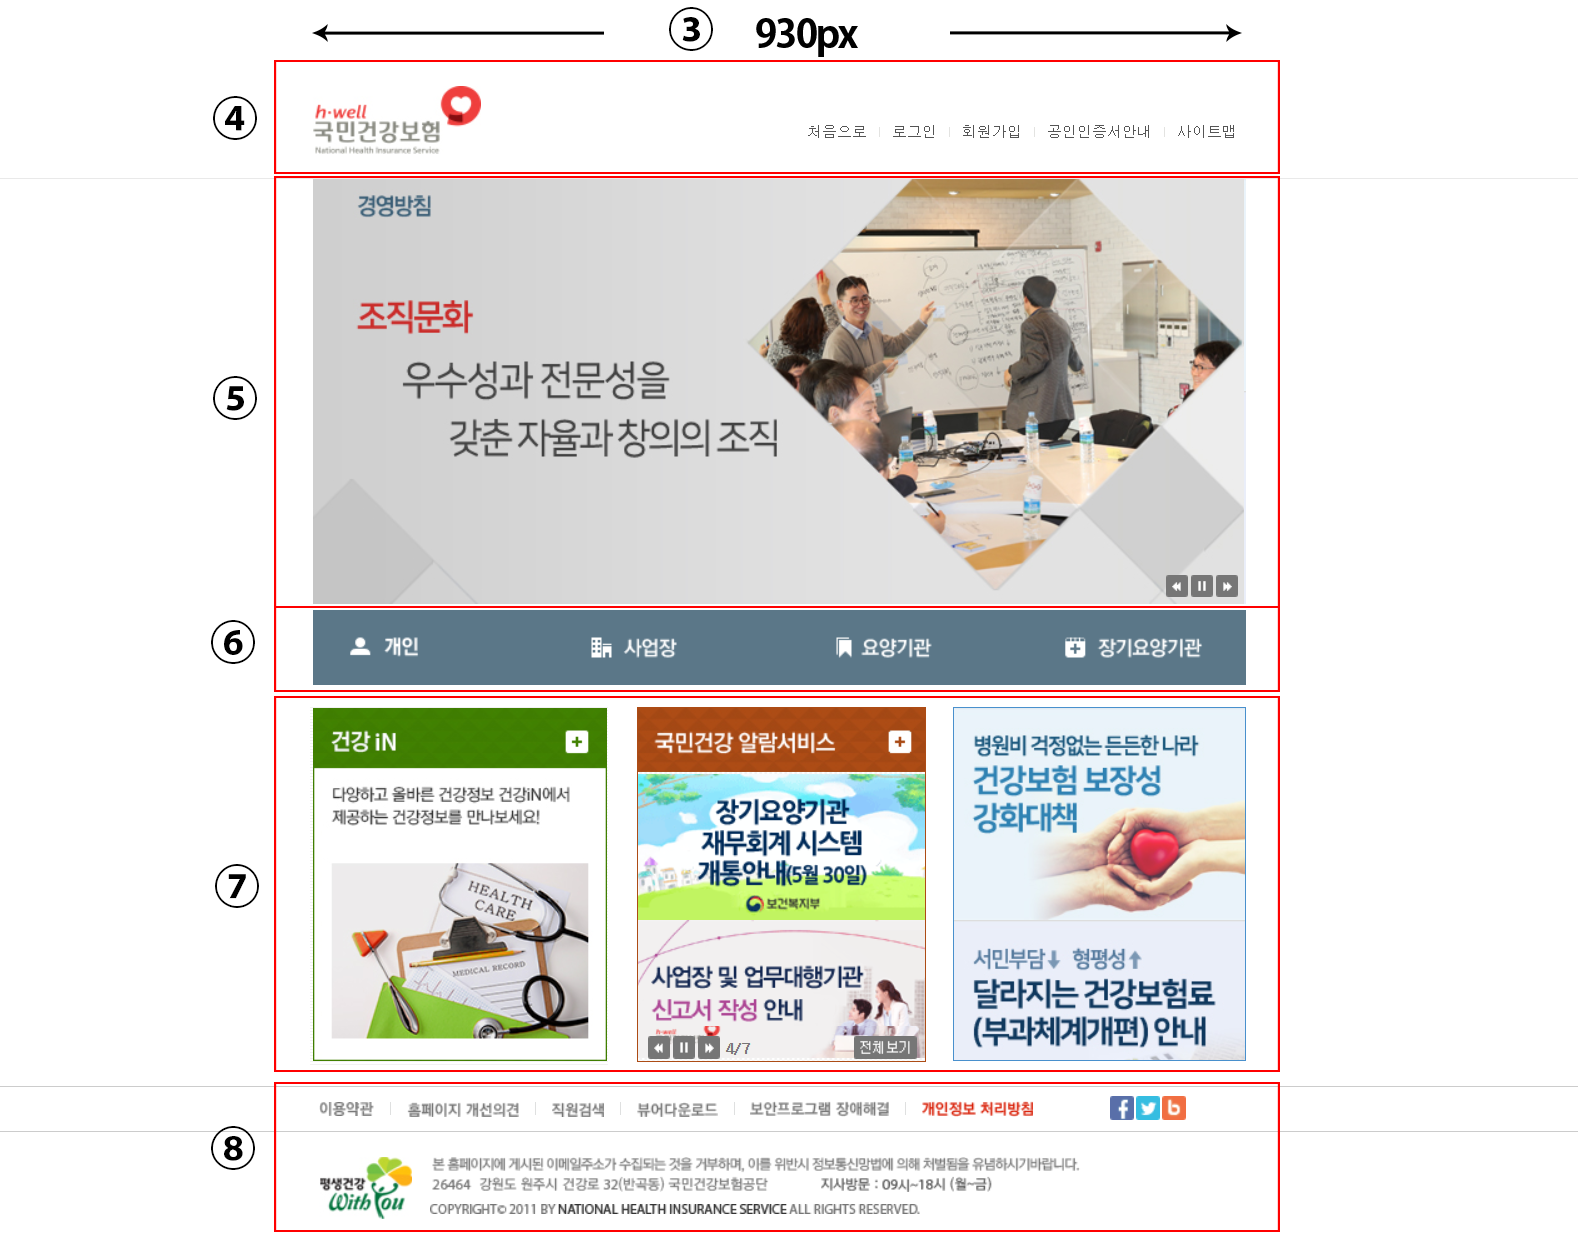 ③ 930px
④
h·well
국민건강보험
National Health Insurance Service
처음으로 로그인 회원가입 공인인증서안내 사이트맵
⑤
경영방침
조직문화
우수성과 전문성을
갖춘 자율과 창의의 조직
⑥
개인 사업장 요양기관 장기요양기관
⑦
건강 iN
다양하고 올바른 건강정보 건강iN에서
제공하는 건강정보를 만나보세요!
HEALTH
CARE
MEDICAL RECORD
국민건강 알람서비스
장기요양기관
재무회계 시스템
개통안내(5월 30일)
보건복지부
사업장 및 업무대행기관
신고서 작성 안내
h·well
4/7 전체보기
병원비 걱정없는 든든한 나라
건강보험 보장성
강화대책
서민부담↓ 형평성↑
달라지는 건강보험료
(부과체계개편) 안내
⑧
이용약관 홈페이지 개선의견 직원검색 뷰어다운로드 보안프로그램 장애해결 개인정보 처리방침
평생건강
With You
본 홈페이지에 게시된 이메일주소가 수집되는 것을 거부하며, 이를 위반시 정보통신망법에 의해 처벌됨을 유념하시기바랍니다.
26464 강원도 원주시 건강로 32(반곡동) 국민건강보험공단 지사방문 : 09시~18시 (월~금)
COPYRIGHT© 2011 BY NATIONAL HEALTH INSURANCE SERVICE ALL RIGHTS RESERVED.